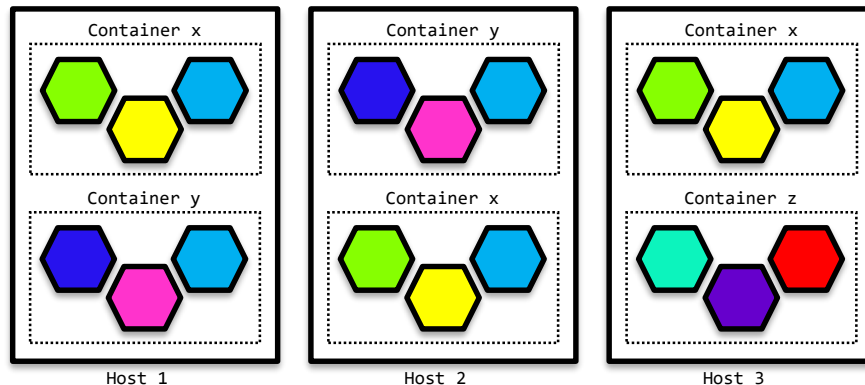 Container x
Container y
Host 1
Container y
Container x
Host 2
Container x
Container z
Host 3